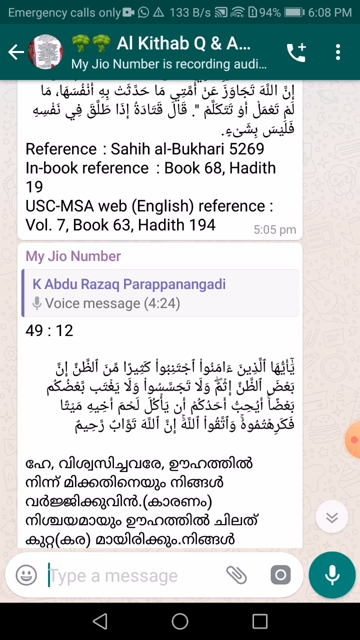 Emergency calls only 133 B/s 94% 6:08 PM
🥦🥦 Al Kithab Q & A…
My Jio Number is recording audi…
إِنَّ اللَّهَ تَجَاوَزَ عَنْ أُمَّتِي مَا حَدَّثَتْ بِهِ أَنْفُسَهَا، مَا
لَمْ تَعْمَلْ أَوْ تَتَكَلَّمْ ‏"‏‏.‏ قَالَ قَتَادَةُ إِذَا طَلَّقَ فِي نَفْسِهِ
فَلَيْسَ بِشَىْءٍ‏.‏
Reference : Sahih al-Bukhari 5269
In-book reference : Book 68, Hadith
19
USC-MSA web (English) reference :
Vol. 7, Book 63, Hadith 194
5:05 pm
My Jio Number
K Abdu Razaq Parappanangadi
Voice message (4:24)
49 : 12
يَٰٓأَيُّهَا ٱلَّذِينَ ءَامَنُوا۟ ٱجْتَنِبُوا۟ كَثِيرًا مِّنَ ٱلظَّنِّ إِنَّ
بَعْضَ ٱلظَّنِّ إِثْمٌ ۖ وَلَا تَجَسَّسُوا۟ وَلَا يَغْتَب بَّعْضُكُم
بَعْضًا ۚ أَيُحِبُّ أَحَدُكُمْ أَن يَأْكُلَ لَحْمَ أَخِيهِ مَيْتًا
فَكَرِهْتُمُوهُ ۚ وَٱتَّقُوا۟ ٱللَّهَ ۚ إِنَّ ٱللَّهَ تَوَّابٌ رَّحِيمٌ
ഹേ, വിശ്വസിച്ചവരേ, ഊഹത്തിൽ
നിന്ന് മിക്കതിനെയും നിങ്ങൾ
വർജ്ജിക്കുവിൻ.(കാരണം)
നിശ്ചയമായും ഊഹത്തിൽ ചിലത്
കുറ്റ(കര) മായിരിക്കും.നിങ്ങൾ
Type a message